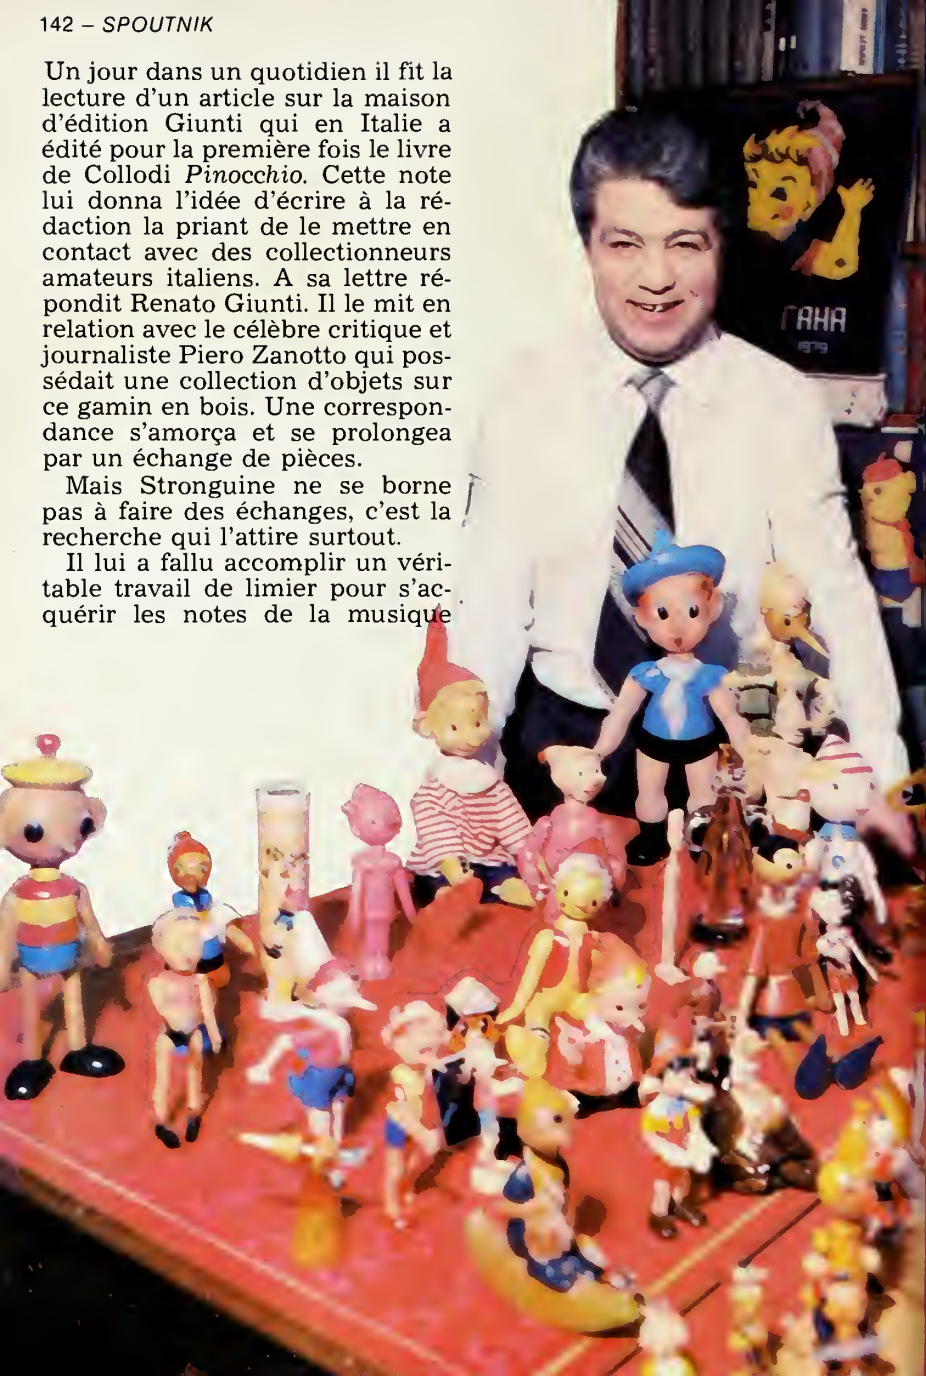 142 – SPOUTNIK
Un jour dans un quotidien il fit la
lecture d'un article sur la maison
d'édition Giunti qui en Italie a
édité pour la première fois le livre
de Collodi Pinocchio. Cette note
lui donna l'idée d'écrire à la ré-
daction la priant de le mettre en
contact avec des collectionneurs
amateurs italiens. A sa lettre ré-
pondit Renato Giunti. Il le mit en
relation avec le célèbre critique et
journaliste Piero Zanotto qui pos-
sédait une collection d'objets sur
ce gamin en bois. Une correspon-
dance s'amorça et se prolongea
par un échange de pièces.
Mais Stronguine ne se borne
pas à faire des échanges, c'est la
recherche qui l'attire surtout.
Il lui a fallu accomplir un véri-
table travail de limier pour s'ac-
quérir les notes de la musique
ГАНА
1979